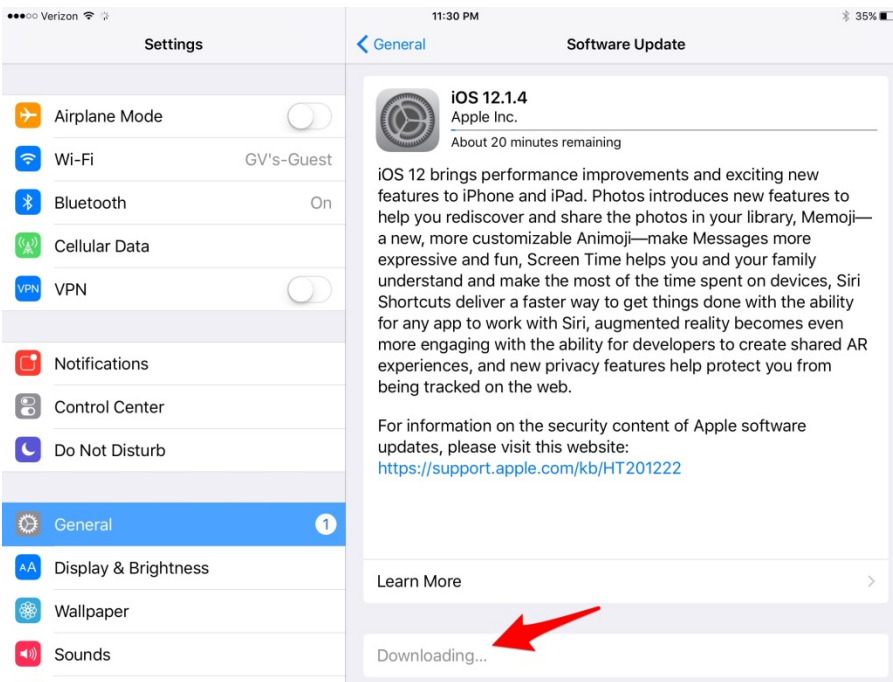 ●●●○○ Verizon 11:30 PM 35%
Settings
Airplane Mode
Wi-Fi GV's-Guest
Bluetooth On
Cellular Data
VPN VPN
Notifications
Control Center
Do Not Disturb
General 1
AA Display & Brightness
Wallpaper
Sounds
General Software Update
iOS 12.1.4
Apple Inc.
About 20 minutes remaining
iOS 12 brings performance improvements and exciting new
features to iPhone and iPad. Photos introduces new features to
help you rediscover and share the photos in your library, Memoji—
a new, more customizable Animoji—make Messages more
expressive and fun, Screen Time helps you and your family
understand and make the most of the time spent on devices, Siri
Shortcuts deliver a faster way to get things done with the ability
for any app to work with Siri, augmented reality becomes even
more engaging with the ability for developers to create shared AR
experiences, and new privacy features help protect you from
being tracked on the web.
For information on the security content of Apple software
updates, please visit this website:
https://support.apple.com/kb/HT201222
Learn More
Downloading...